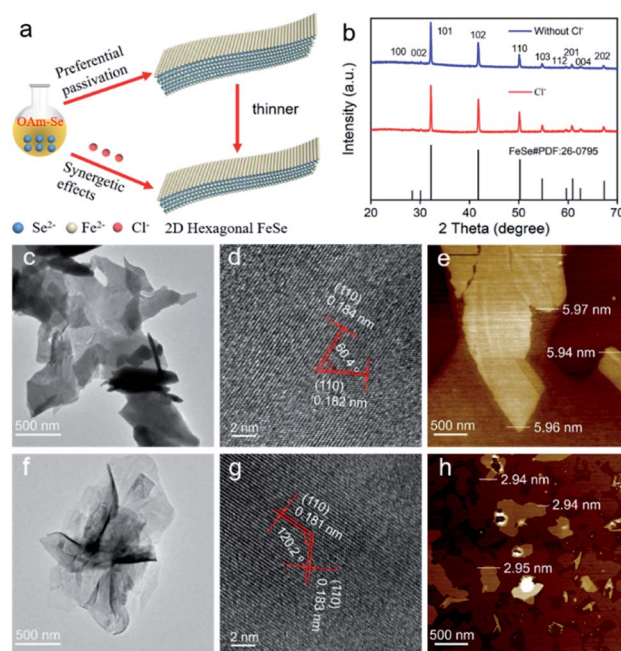 a
Preferential
passivation
OAm-Se
thinner
Synergetic
effects
Se²⁻ Fe²⁻ Cl⁻ 2D Hexagonal FeSe
b
Intensity (a.u.)
Without Cl⁻
100 002 101 102 110 103 112 201 004 202
Cl⁻
FeSe#PDF:26-0795
20 30 40 50 60 70
2 Theta (degree)
c
500 nm
d
(110)
0.184 nm
60.4
(110)
0.182 nm
2 nm
e
5.97 nm
5.94 nm
5.96 nm
500 nm
f
500 nm
g
(110)
0.181 nm
120.2 º
(110)
0.183 nm
2 nm
h
2.94 nm
2.94 nm
2.95 nm
500 nm